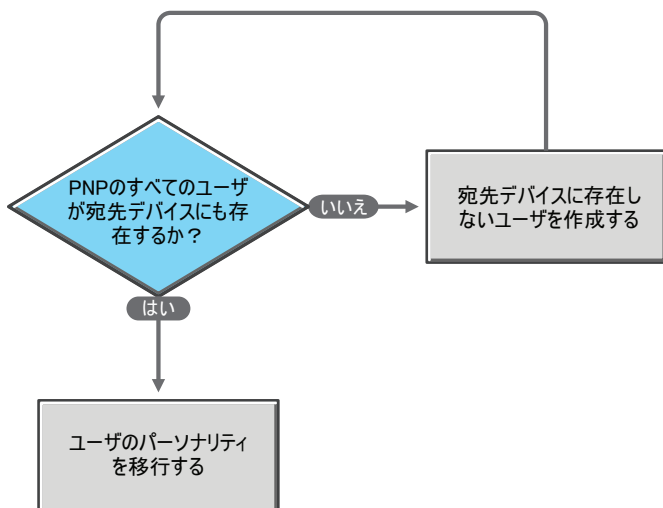 PNPのすべてのユーザ
が宛先デバイスにも存
在するか？
いいえ
宛先デバイスに存在し
ないユーザを作成する
はい
ユーザのパーソナリティ
を移行する